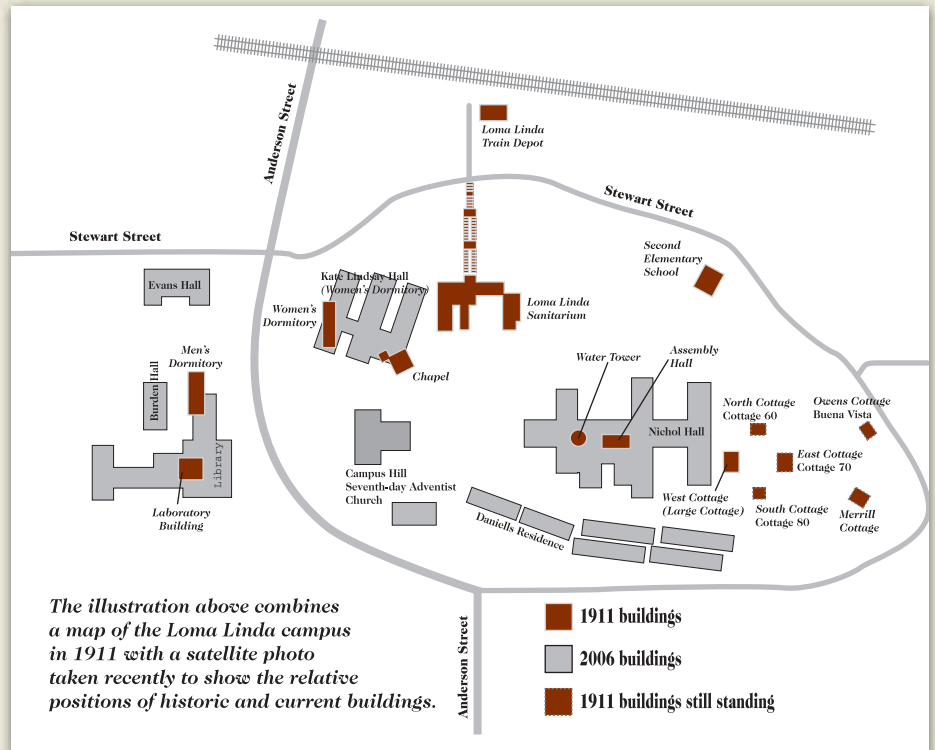 Anderson Street
Loma Linda
Train Depot
Stewart Street
Stewart Street
Second
Elementary
School
Evans Hall
Kate Lindsay Hall
(Women's Dormitory)
Women's
Dormitory
Loma Linda
Sanitarium
Men's
Dormitory
Chapel
Water Tower
Assembly
Hall
Burden Hall
North Cottage
Cottage 60
Owens Cottage
Buena Vista
Nichol Hall
Library
East Cottage
Cottage 70
Campus Hill
Seventh-day Adventist
Church
West Cottage
(Large Cottage)
South Cottage
Cottage 80
Merrill
Cottage
Laboratory
Building
Daniells Residence
The illustration above combines
a map of the Loma Linda campus
in 1911 with a satellite photo
taken recently to show the relative
positions of historic and current buildings.
Anderson Street
1911 buildings
2006 buildings
1911 buildings still standing